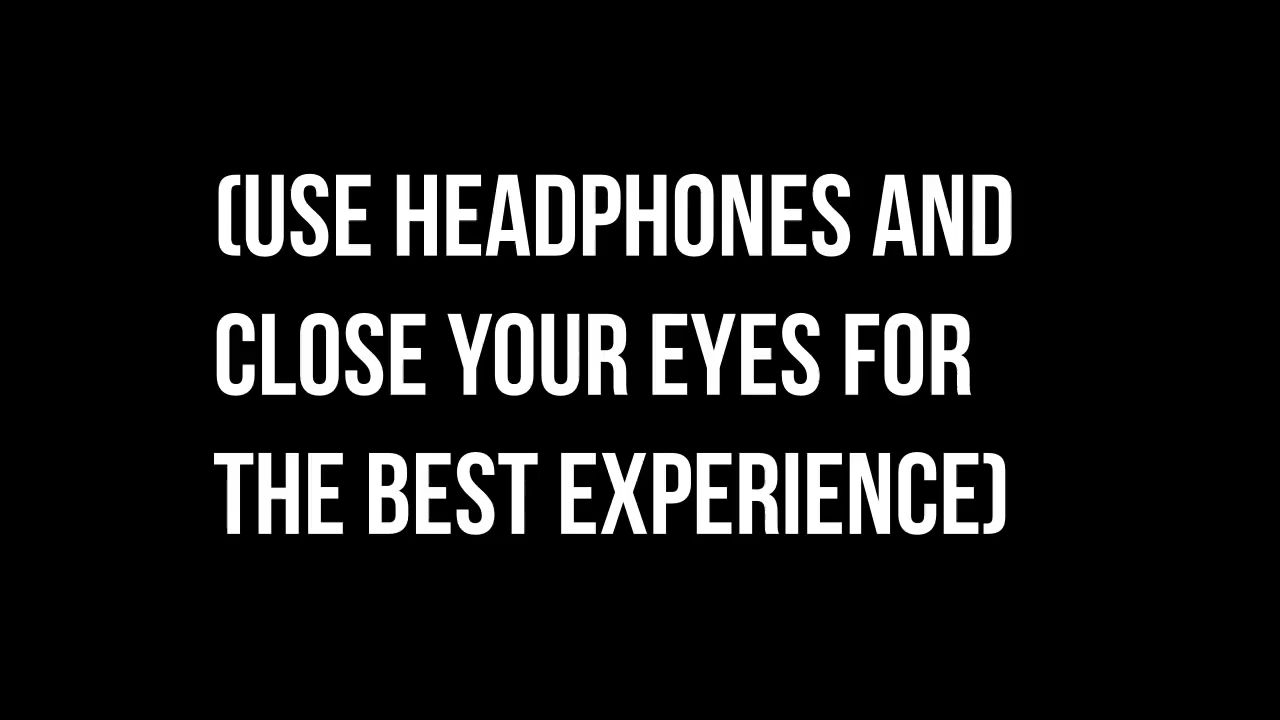 (USE HEADPHONES AND
CLOSE YOUR EYES FOR
THE BEST EXPERIENCE)